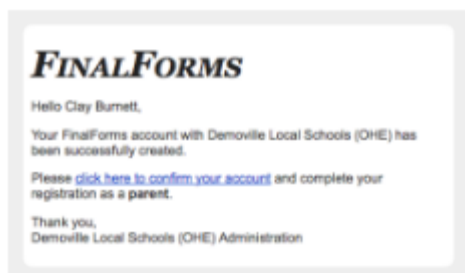 FINALFORMS
Hello Clay Burnett,
Your FinalForms account with Demoville Local Schools (OHE) has
been successfully created.
Please click here to confirm your account and complete your
registration as a parent.
Thank you,
Demoville Local Schools (OHE) Administration